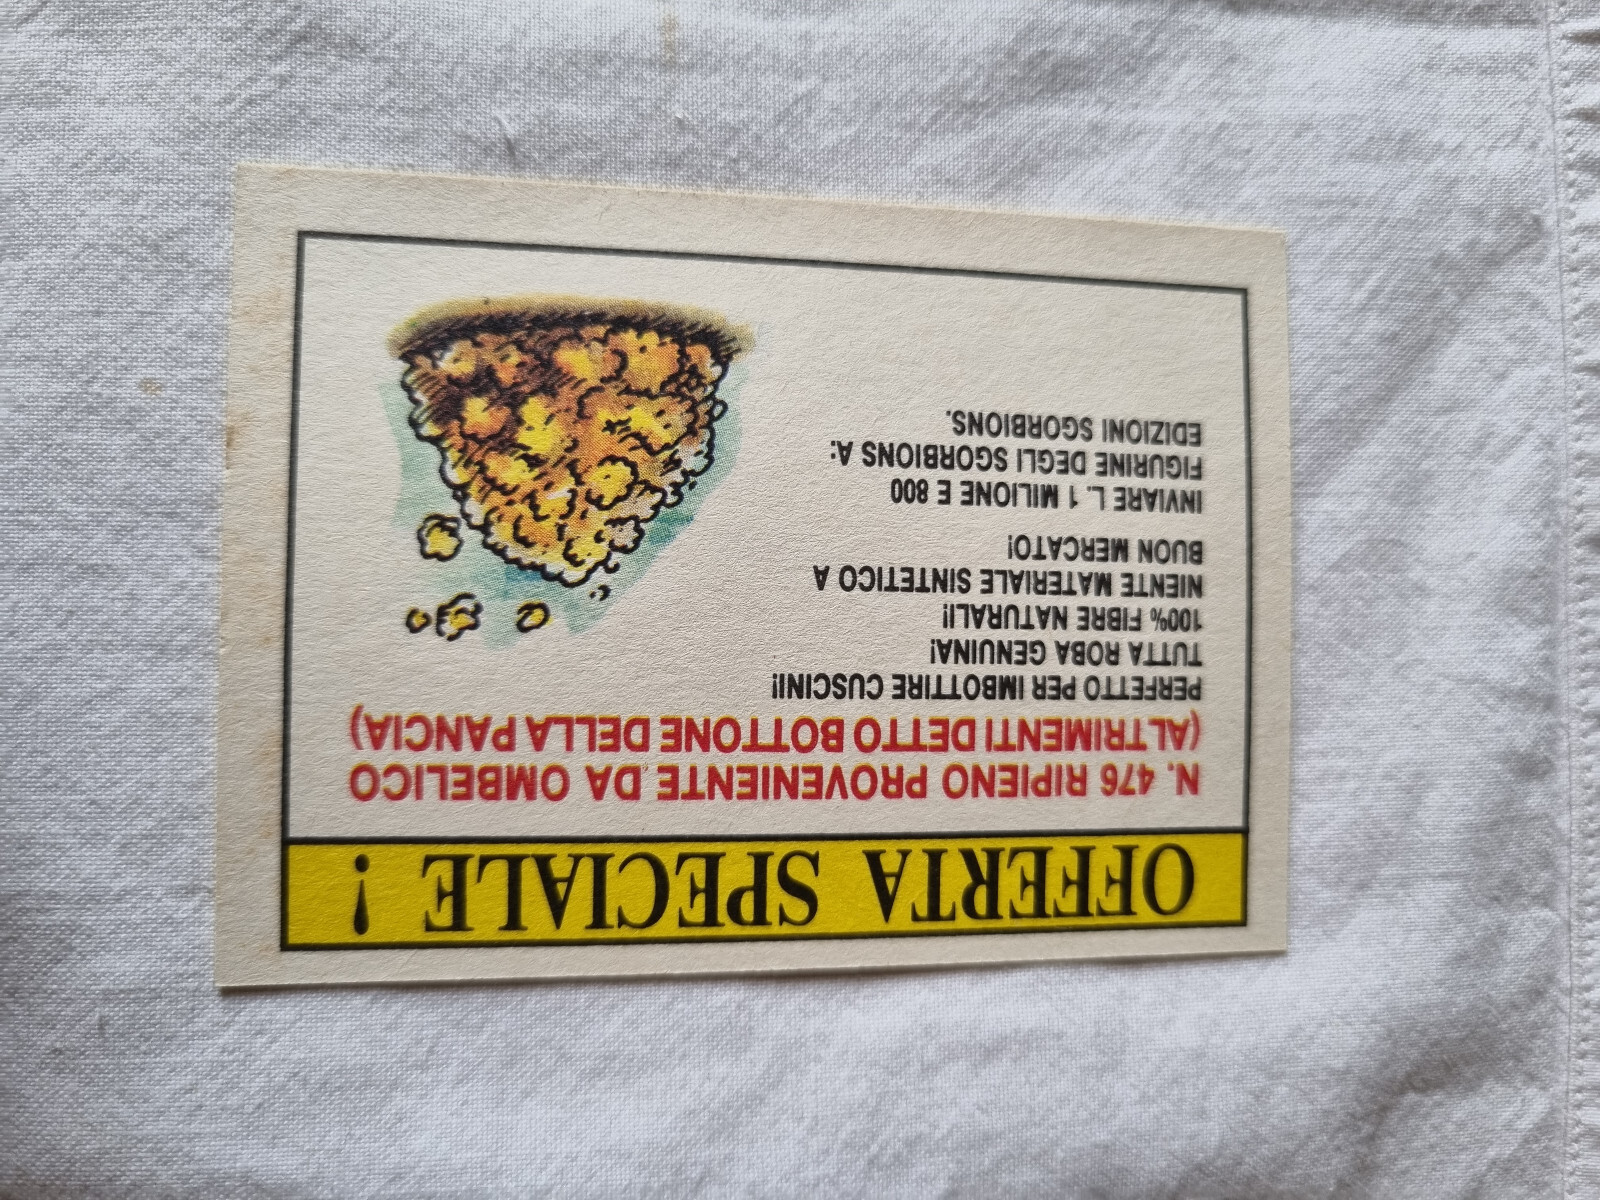 OFFERTA SPECIALE !
N. 476 RIPIENO PROVENIENTE DA OMBELICO
(ALTRIMENTI DETTO BOTTONE DELLA PANCIA)
PERFETTO PER IMBOTTIRE CUSCINI!
TUTTA ROBA GENUINA!
100% FIBRE NATURALI!
NIENTE MATERIALE SINTETICO A
BUON MERCATO!
INVIARE L. 1 MILIONE E 800
FIGURINE DEGLI SGORBIONS A:
EDIZIONI SGORBIONS.